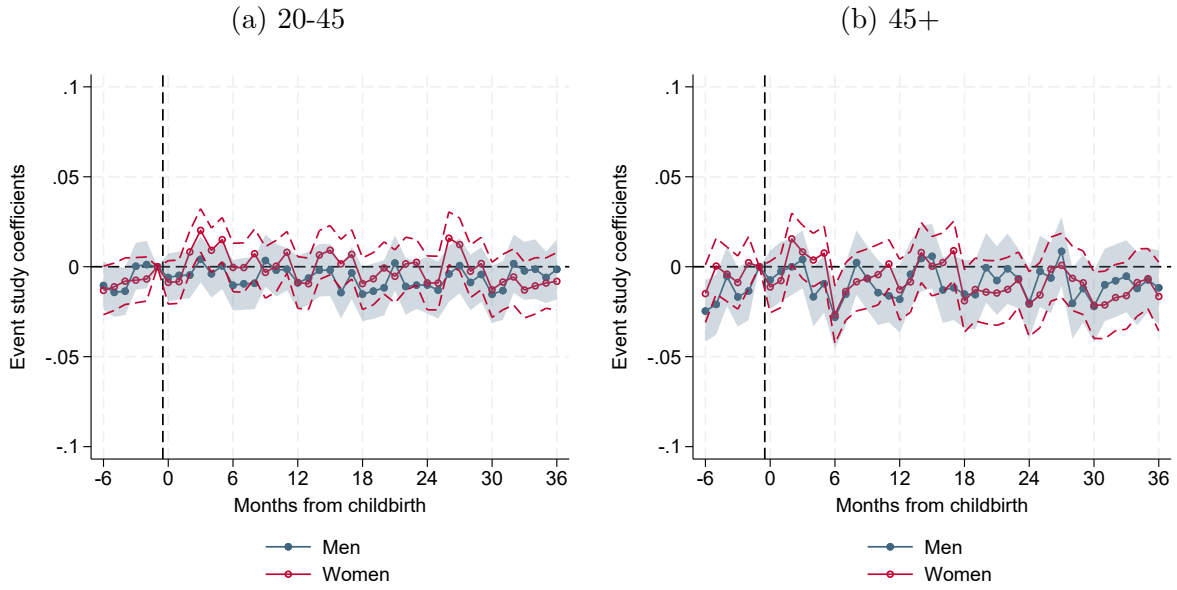 (a) 20-45
.1
.05
0
-.05
-.1
Event study coefficients
-6 0 6 12 18 24 30 36
Months from childbirth
Men
Women
(b) 45+
.1
.05
0
-.05
-.1
Event study coefficients
-6 0 6 12 18 24 30 36
Months from childbirth
Men
Women